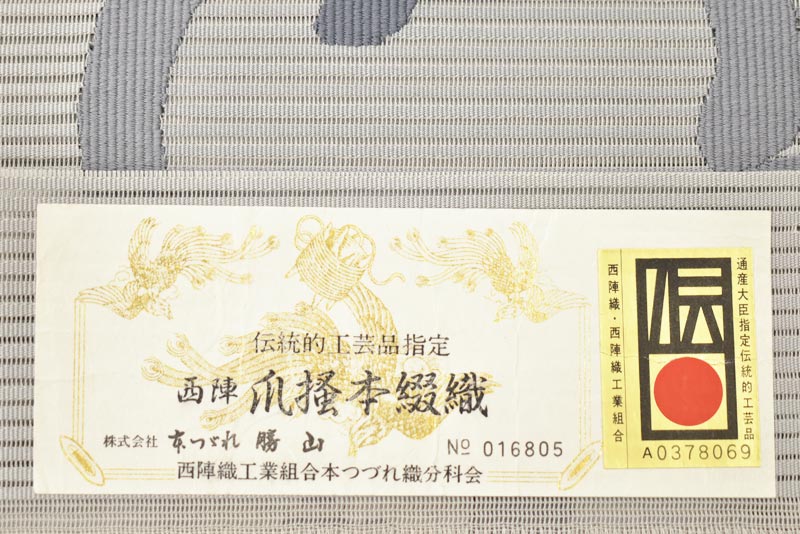 伝統的工芸品指定
西陣 爪掻本綴織
株式会社 京つづれ 勝山
№ 016805
西陣織工業組合本つづれ織分科会
通産大臣指定伝統的工芸品
伝
西陣織・西陣織工業組合
A0378069